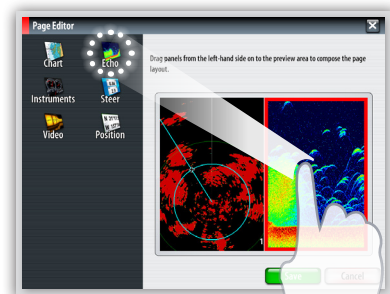 Page Editor
Chart
Echo
Drag panels from the left-hand side on to the preview area to compose the page
layout.
Instruments
Steer
Video
Position
1
Save
Cancel